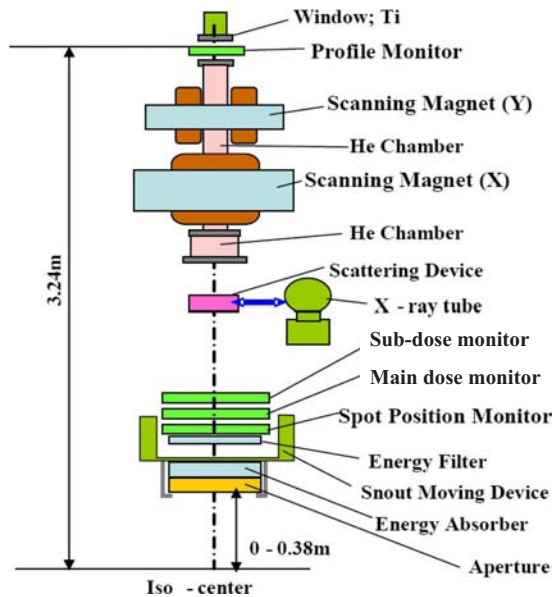 Window; Ti
Profile Monitor
Scanning Magnet (Y)
He Chamber
Scanning Magnet (X)
He Chamber
Scattering Device
X - ray tube
3.24m
Sub-dose monitor
Main dose monitor
Spot Position Monitor
Energy Filter
Snout Moving Device
Energy Absorber
0 - 0.38m
Aperture
Iso - center